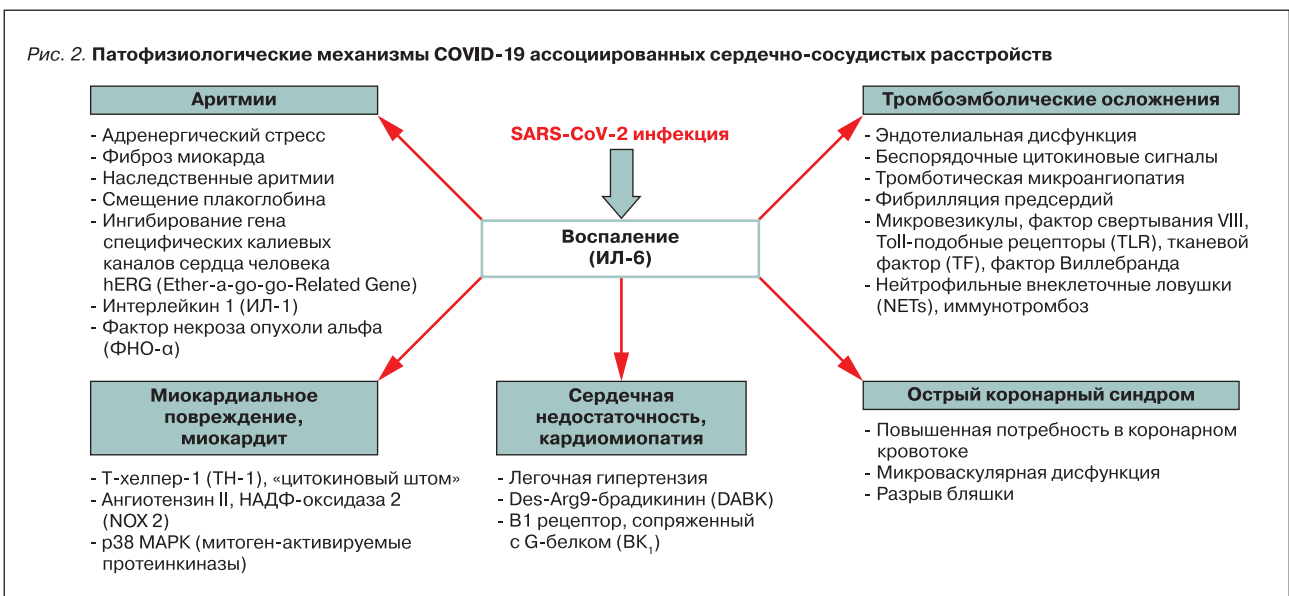 Рис. 2. Патофизиологические механизмы COVID-19 ассоциированных сердечно-сосудистых расстройств
Аритмии
- Адренергический стресс
- Фиброз миокарда
- Наследственные аритмии
- Смещение плакоглобина
- Ингибирование гена
специфических калиевых
каналов сердца человека
hERG (Ether-a-go-go-Related Gene)
- Интерлейкин 1 (ИЛ-1)
- Фактор некроза опухоли альфа
(ФНО-α)
SARS-CoV-2 инфекция
Воспаление
(ИЛ-6)
Тромбоэмболические осложнения
- Эндотелиальная дисфункция
- Беспорядочные цитокиновые сигналы
- Тромботическая микроангиопатия
- Фибрилляция предсердий
- Микровезикулы, фактор свертывания VIII,
Toll-подобные рецепторы (TLR), тканевой
фактор (TF), фактор Виллебранда
- Нейтрофильные внеклеточные ловушки
(NETs), иммунотромбоз
Миокардиальное
повреждение,
миокардит
- Т-хелпер-1 (ТН-1), «цитокиновый штом»
- Ангиотензин II, НАДФ-оксидаза 2
(NOX 2)
- p38 МАРК (митоген-активируемые
протеинкиназы)
Сердечная
недостаточность,
кардиомиопатия
- Легочная гипертензия
- Des-Arg9-брадикинин (DABK)
- В1 рецептор, сопряженный
с G-белком (BK₁)
Острый коронарный синдром
- Повышенная потребность в коронарном
кровотоке
- Микроваскулярная дисфункция
- Разрыв бляшки